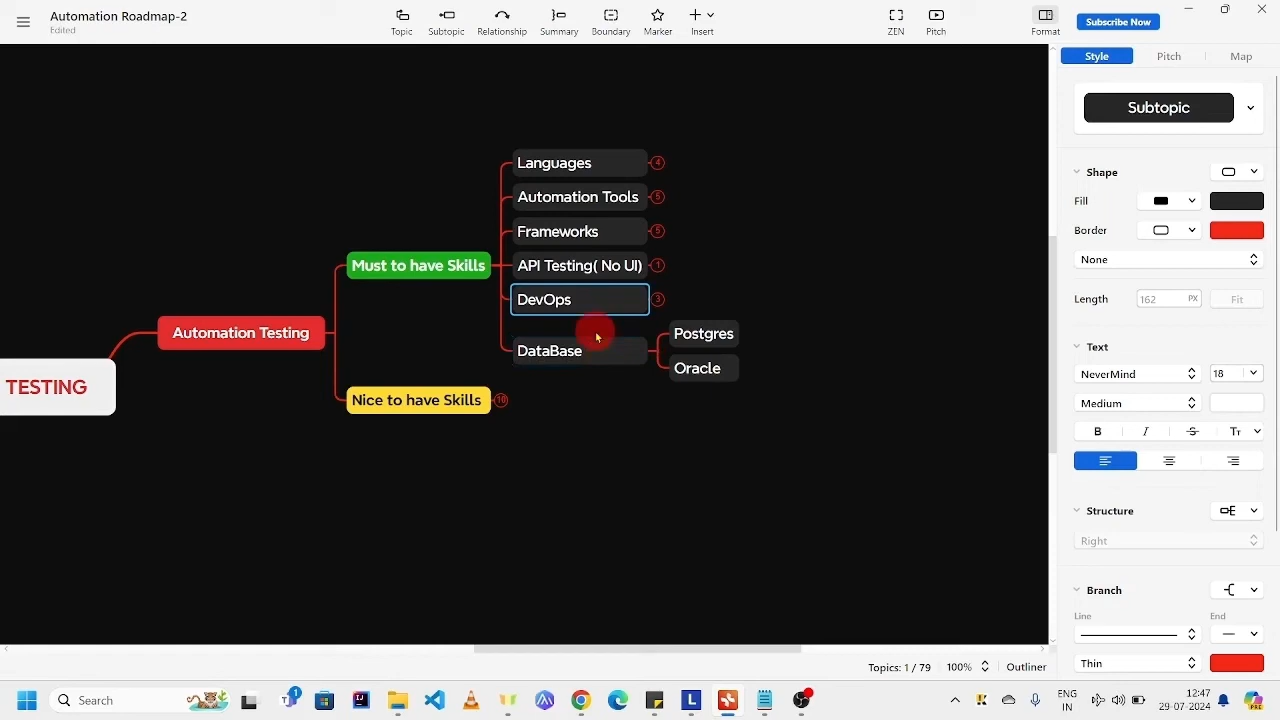 Automation Roadmap-2
Edited
Topic
Relationship
Summary
Boundary
Marker
Insert
ZEN
Pitch
Format
Subscribe Now
Style
Pitch
Map
Subtopic
Shape
Fill
Border
None
Length
162
PX
Fit
Text
NeverMind
18
Medium
B
I
S
Tт
Structure
Right
Branch
Line
End
Thin
Languages
4
Automation Tools
5
Frameworks
5
Must to have Skills
API Testing( No UI)
1
DevOps
3
Automation Testing
Postgres
DataBase
Oracle
TESTING
Nice to have Skills
10
Topics: 1 / 79
100%
Outliner
Search
1
ENG
IN
12:47
29-07-2024